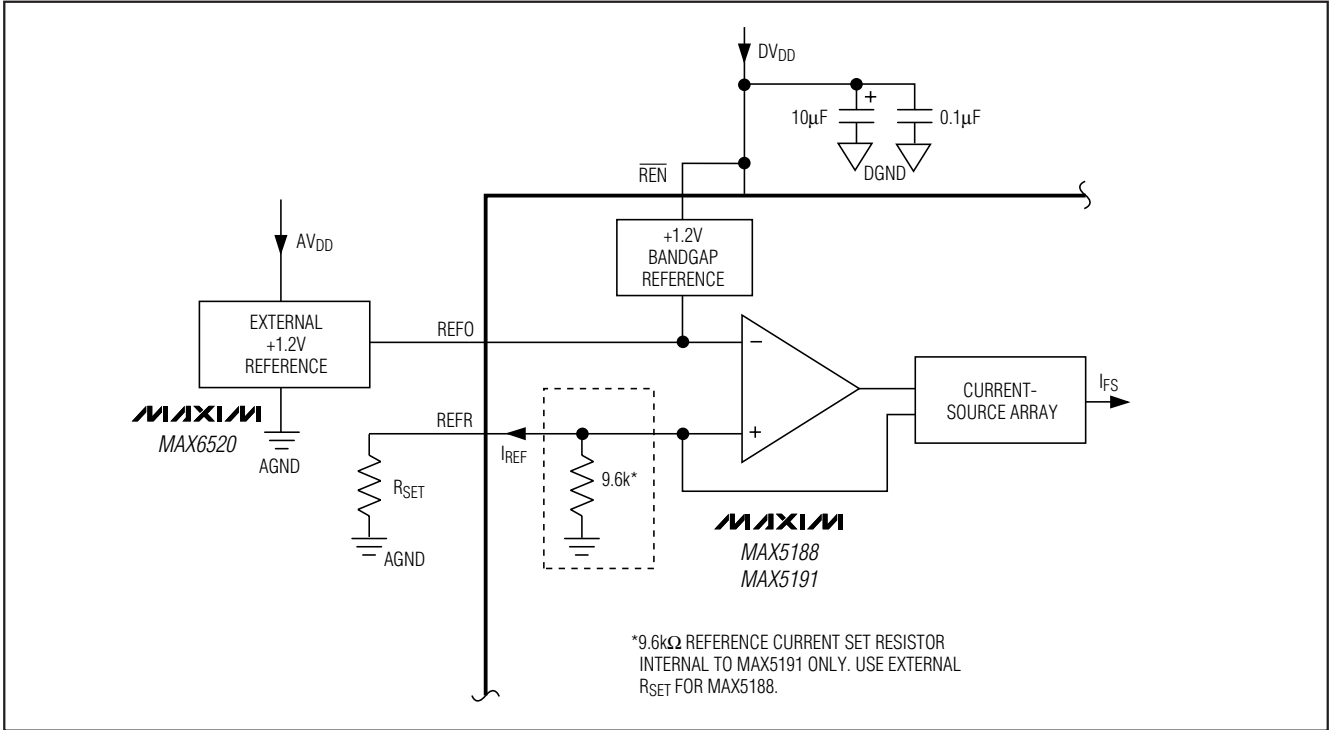 DVDD
+
10µF
0.1µF
DGND
REN
AVDD
+1.2V
BANDGAP
REFERENCE
EXTERNAL
+1.2V
REFERENCE
REFO
−
MAXIM
MAX6520
AGND
REFR
IREF
+
CURRENT-
SOURCE ARRAY
IFS
RSET
9.6k*
AGND
MAXIM
MAX5188
MAX5191
*9.6kΩ REFERENCE CURRENT SET RESISTOR
INTERNAL TO MAX5191 ONLY. USE EXTERNAL
RSET FOR MAX5188.